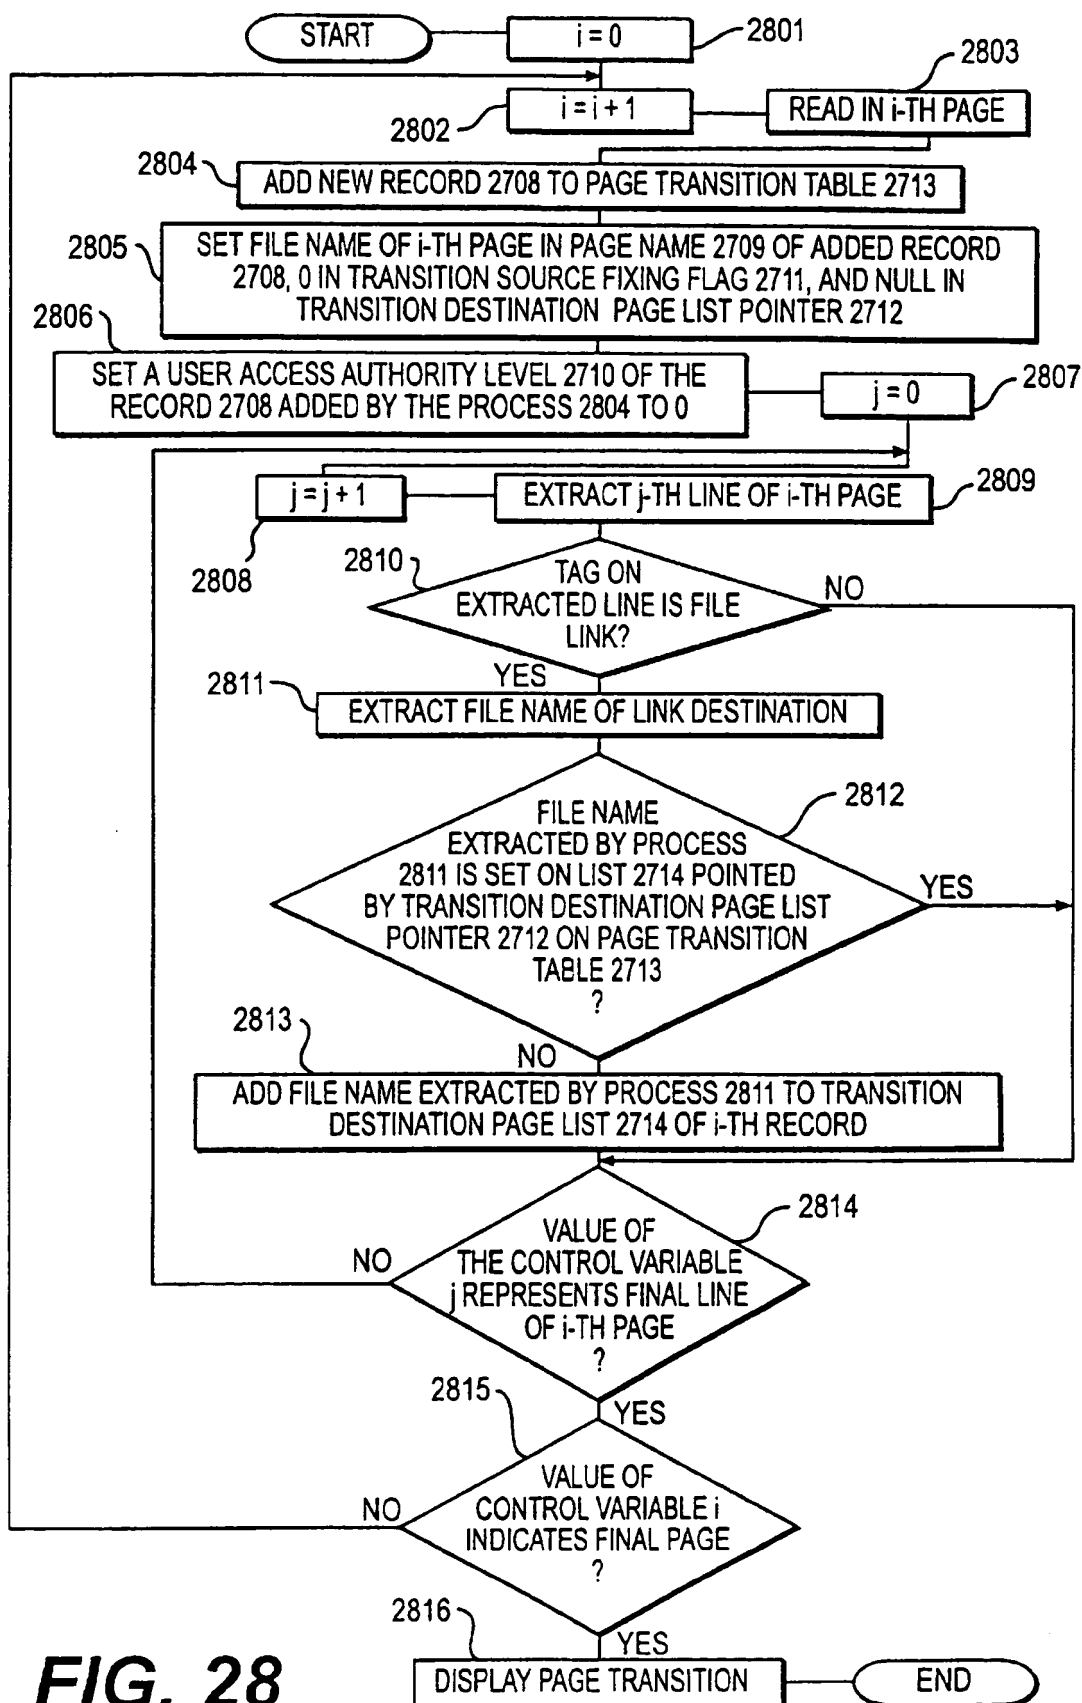 START
i = 0
2801
2803
i = i + 1
2802
READ IN i-TH PAGE
2804
ADD NEW RECORD 2708 TO PAGE TRANSITION TABLE 2713
2805
SET FILE NAME OF i-TH PAGE IN PAGE NAME 2709 OF ADDED RECORD
2708, 0 IN TRANSITION SOURCE FIXING FLAG 2711, AND NULL IN
TRANSITION DESTINATION PAGE LIST POINTER 2712
2806
SET A USER ACCESS AUTHORITY LEVEL 2710 OF THE
RECORD 2708 ADDED BY THE PROCESS 2804 TO 0
j = 0
2807
j = j + 1
2808
EXTRACT j-TH LINE OF i-TH PAGE
2809
2810
TAG ON
EXTRACTED LINE IS FILE
LINK?
NO
YES
2811
EXTRACT FILE NAME OF LINK DESTINATION
2812
FILE NAME
EXTRACTED BY PROCESS
2811 IS SET ON LIST 2714 POINTED
BY TRANSITION DESTINATION PAGE LIST
POINTER 2712 ON PAGE TRANSITION
TABLE 2713
?
YES
NO
2813
ADD FILE NAME EXTRACTED BY PROCESS 2811 TO TRANSITION
DESTINATION PAGE LIST 2714 OF i-TH RECORD
2814
VALUE OF
THE CONTROL VARIABLE
j REPRESENTS FINAL LINE
OF i-TH PAGE
?
NO
YES
2815
VALUE OF
CONTROL VARIABLE i
INDICATES FINAL PAGE
?
NO
YES
2816
DISPLAY PAGE TRANSITION
END
FIG. 28